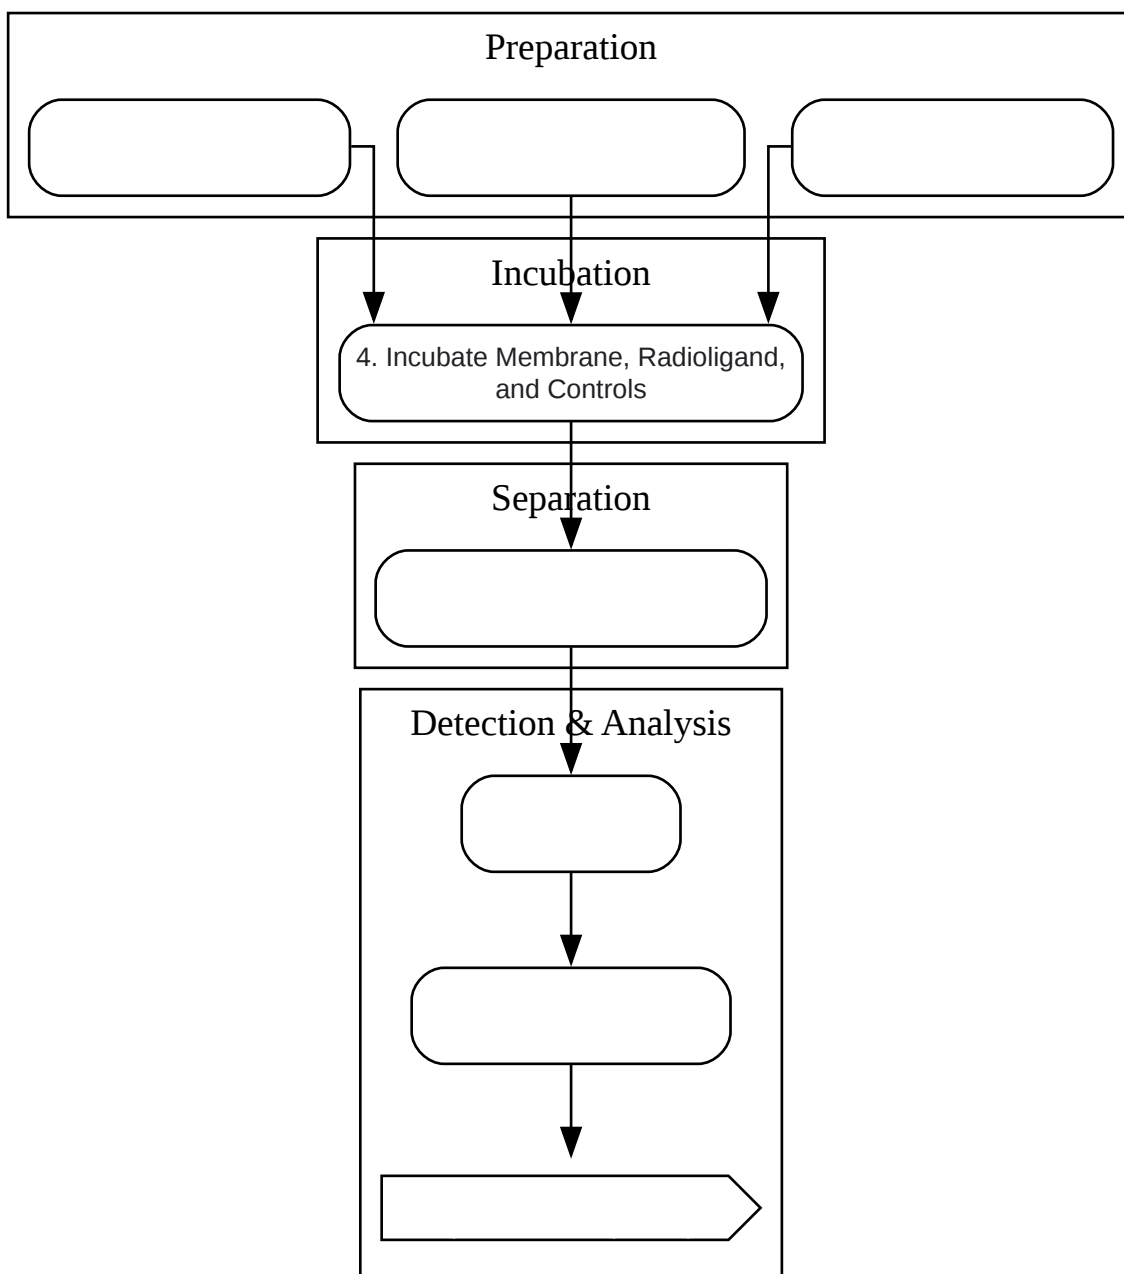 Preparation
Incubation
4. Incubate Membrane, Radioligand,
and Controls
Separation
Detection & Analysis